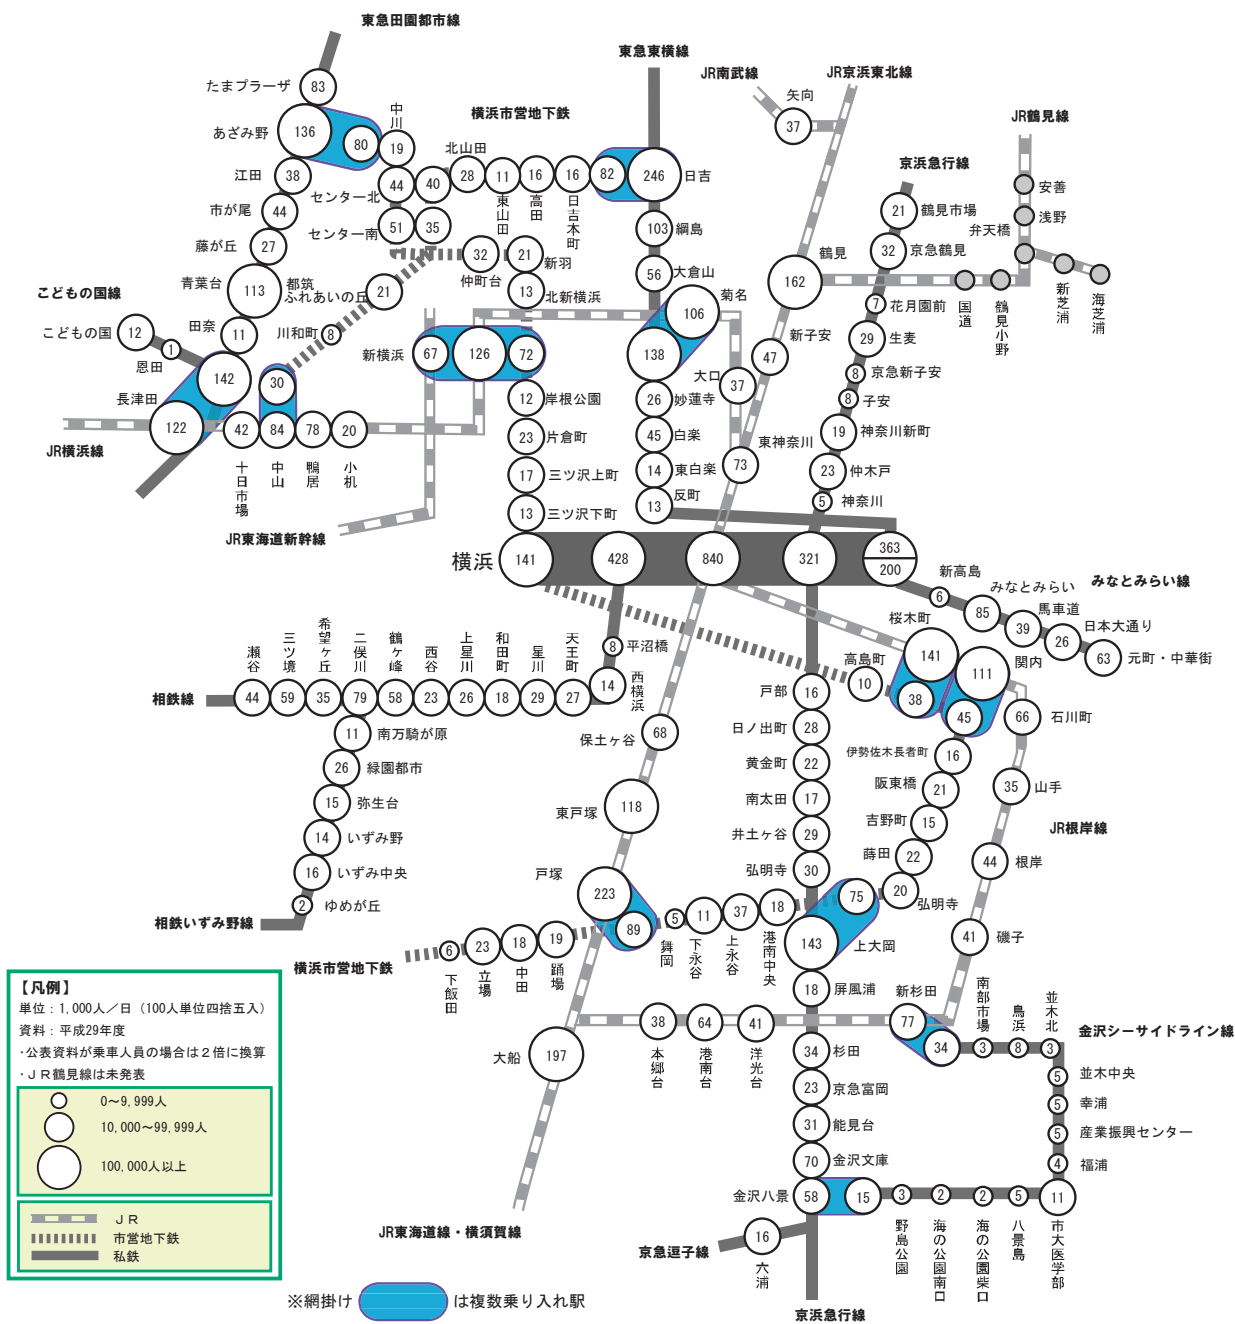 東急田園都市線
たまプラーザ
83
あざみ野
136
80
中川
19
江田
38
市が尾
44
藤が丘
27
青葉台
113
田奈
11
こどもの国線
こどもの国
12
恩田
1
長津田
142
122
JR横浜線
42
十日市場
30
84
中山
78
鴨居
20
小机
川和町
8
都筑
ふれあいの丘
21
横浜市営地下鉄
センター北
44
40
センター南
51
35
北山田
28
11
東山田
16
高田
16
日吉本町
82
246
日吉
仲町台
32
21
新羽
13
北新横浜
新横浜
67
126
72
JR東海道新幹線
12
岸根公園
23
片倉町
17
三ツ沢上町
13
三ツ沢下町
東急東横線
103
綱島
56
大倉山
菊名
106
138
26
妙蓮寺
45
白楽
14
東白楽
13
反町
大口
37
JR南武線
矢向
37
JR京浜東北線
鶴見
162
新子安
47
東神奈川
73
京浜急行線
21
鶴見市場
32
京急鶴見
7
花月園前
29
生麦
8
京急新子安
8
子安
19
神奈川新町
23
仲木戸
5
神奈川
JR鶴見線
安善
浅野
弁天橋
新芝浦
海芝浦
国道
鶴見小野
横浜
141
428
840
321
363
200
みなとみらい線
新高島
6
みなとみらい
85
馬車道
39
日本大通り
26
63
元町・中華街
相鉄線
瀬谷
44
三ツ境
59
希望ヶ丘
35
二俣川
79
鶴ヶ峰
58
西谷
23
上星川
26
和田町
18
星川
29
天王町
27
14
西横浜
8
平沼橋
11
南万騎が原
26
緑園都市
15
弥生台
14
いずみ野
16
いずみ中央
2
ゆめが丘
相鉄いずみ野線
保土ヶ谷
68
東戸塚
118
戸塚
223
89
大船
197
JR東海道線・横須賀線
戸部
16
日ノ出町
28
黄金町
22
南太田
17
井土ヶ谷
29
弘明寺
30
上大岡
143
75
18
屏風浦
34
杉田
23
京急富岡
31
能見台
70
金沢文庫
金沢八景
58
15
京急逗子線
16
六浦
京浜急行線
高島町
10
桜木町
141
38
関内
111
45
石川町
66
35
山手
JR根岸線
44
根岸
41
磯子
新杉田
77
34
41
洋光台
64
港南台
38
本郷台
伊勢佐木長者町
16
阪東橋
21
吉野町
15
蒔田
22
弘明寺
20
18
港南中央
37
上永谷
11
下永谷
5
舞岡
19
踊場
18
中田
23
立場
6
下飯田
横浜市営地下鉄
金沢シーサイドライン線
南部市場
3
鳥浜
8
並木北
3
5
並木中央
5
幸浦
5
産業振興センター
4
福浦
11
市大医学部
5
八景島
2
海の公園柴口
2
海の公園南口
3
野島公園
【凡例】
単位：1,000人／日（100人単位四捨五入）
資料：平成29年度
・公表資料が乗車人員の場合は２倍に換算
・ＪＲ鶴見線は未発表
0～9,999人
10,000～99,999人
100,000人以上
ＪＲ
市営地下鉄
私鉄
※網掛け は複数乗り入れ駅